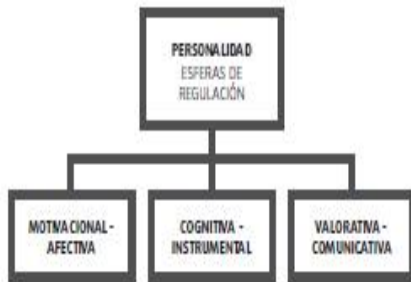 PERSONALIDAD
ESFERAS DE
REGULACIÓN
MOTIVACIONAL -
AFECTIVA
COGNITIVA -
INSTRUMENTAL
VALORATIVA -
COMUNICATIVA